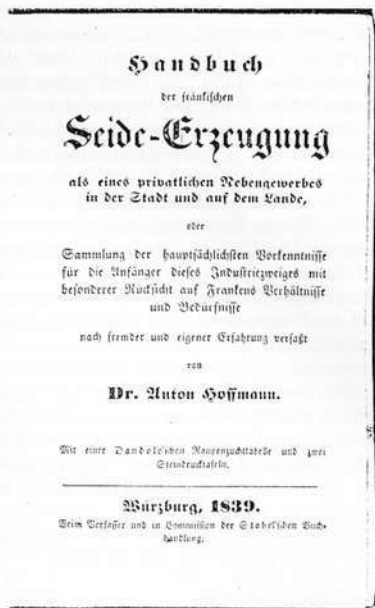 Handbuch
der fränkischen
Seide-Erzeugung
als eines privatlichen Nebengewerbes
in der Stadt und auf dem Lande,
oder
Sammlung der hauptsächlichsten Vorkenntnisse
für die Anfänger dieses Industriezweiges mit
besonderer Rücksicht auf Frankens Verhältnisse
und Bedürfnisse
nach fremder und eigener Erfahrung verfaßt
von
Dr. Anton Hoffmann.
Mit einer Dandolo'schen Raupenzuchttabelle und zwei
Steindrucktafeln.
Würzburg, 1839.
Beim Verfasser und in Commission der Stahel'schen Buch-
handlung.